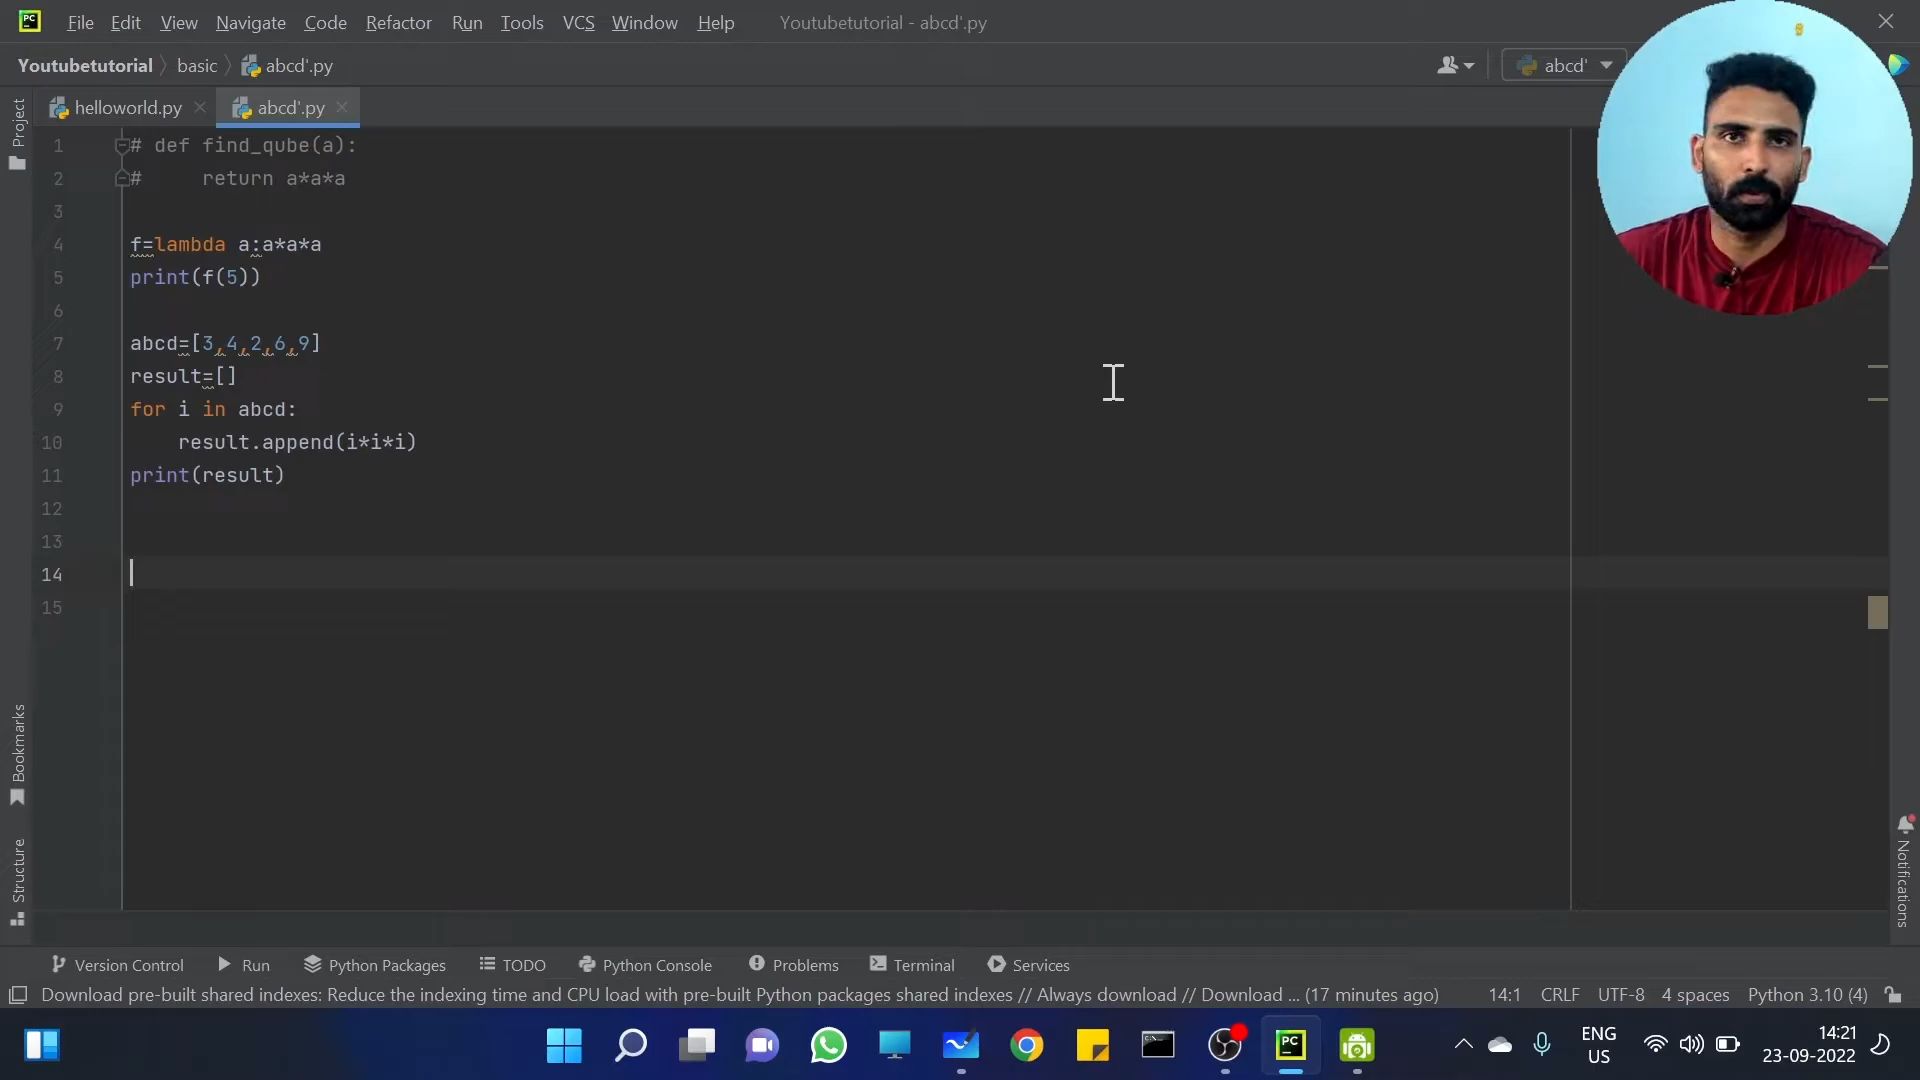 PC File Edit View Navigate Code Refactor Run Tools VCS Window Help Youtubetutorial - abcd'.py
Youtubetutorial basic abcd'.py abcd'
helloworld.py abcd'.py
Project
1 # def find_qube(a):
2 # return a*a*a
3
4 f=lambda a:a*a*a
5 print(f(5))
6
7 abcd=[3,4,2,6,9]
8 result=[]
9 for i in abcd:
10 result.append(i*i*i)
11 print(result)
12
13
14
15
Bookmarks
Structure
Notifications
Version Control Run Python Packages TODO Python Console Problems Terminal Services
Download pre-built shared indexes: Reduce the indexing time and CPU load with pre-built Python packages shared indexes // Always download // Download ... (17 minutes ago) 14:1 CRLF UTF-8 4 spaces Python 3.10 (4)
PC
ENG
US
14:21
23-09-2022